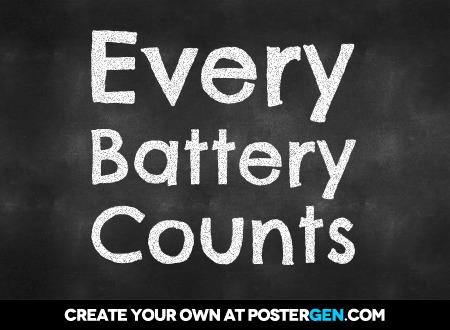 Every
Battery
Counts
CREATE YOUR OWN AT POSTERGEN.COM